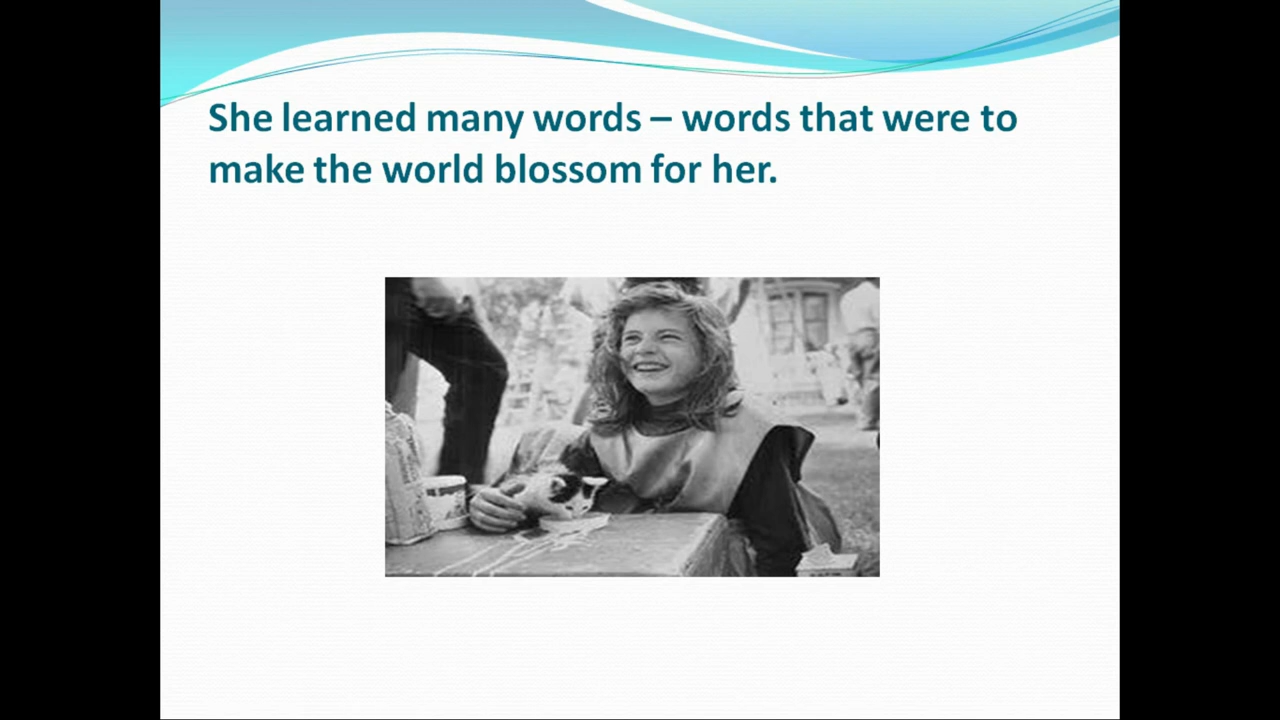 She learned many words – words that were to
make the world blossom for her.